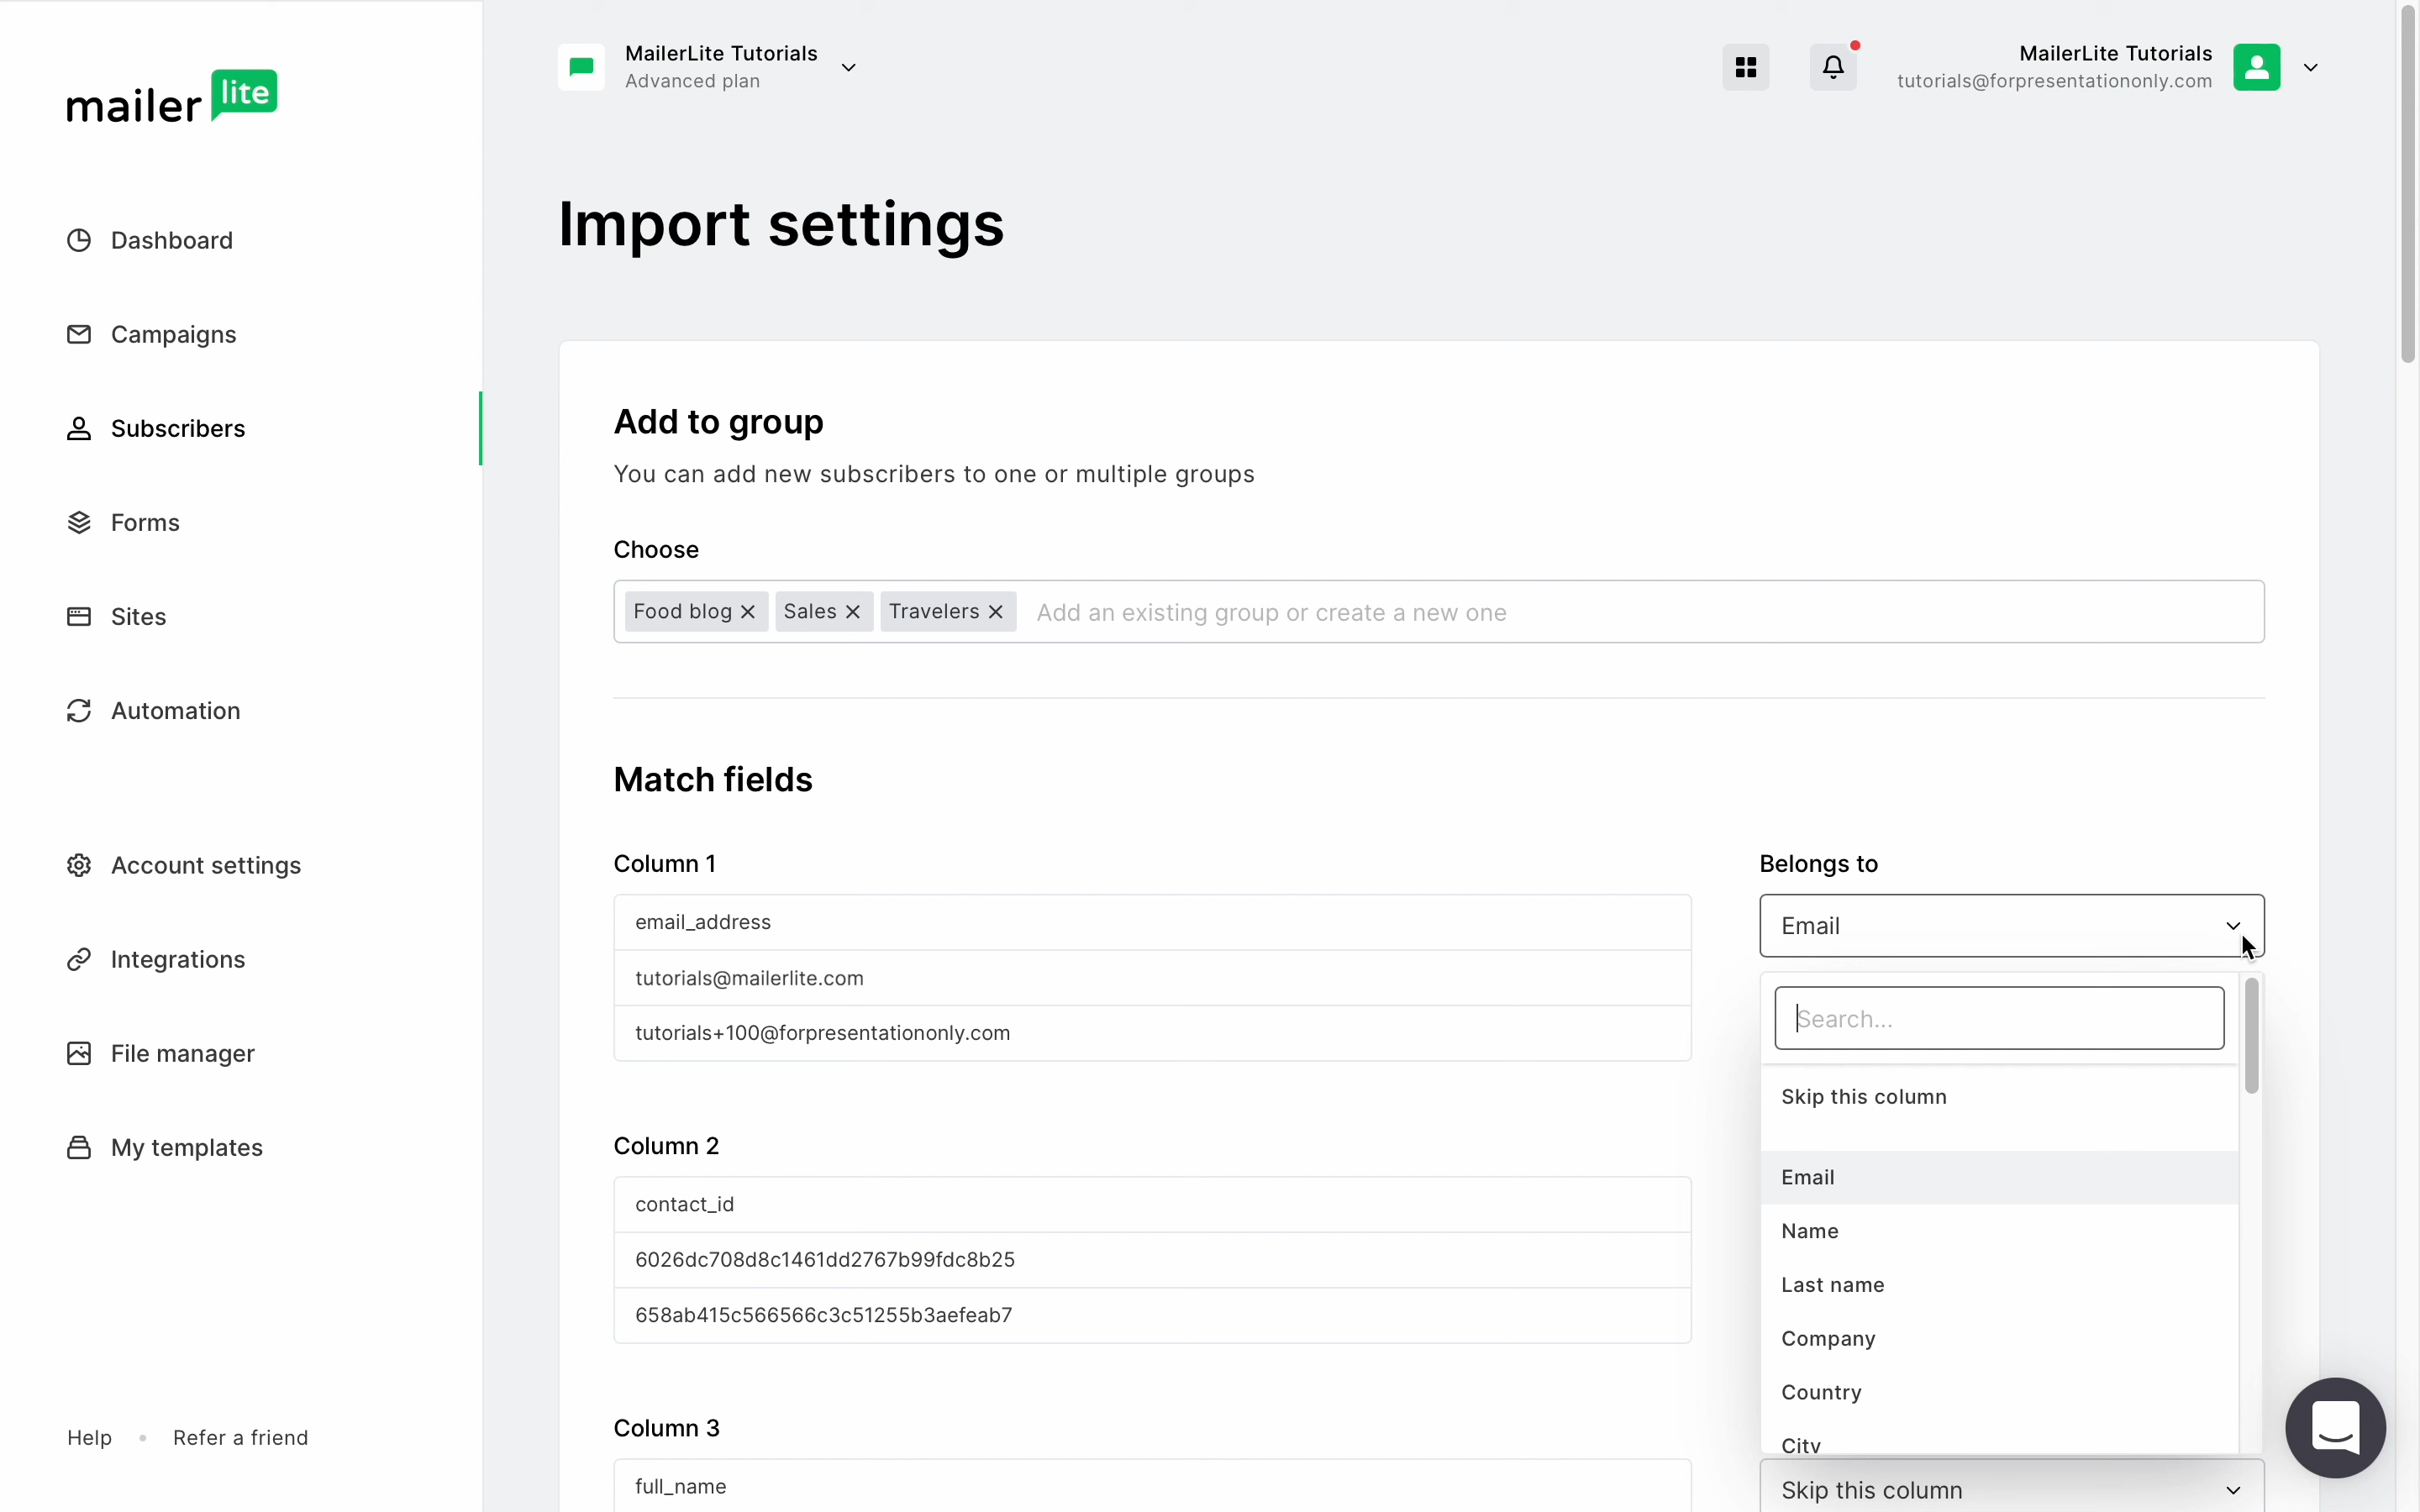 mailer lite
Dashboard
Campaigns
Subscribers
Forms
Sites
Automation
Account settings
Integrations
File manager
My templates
Help • Refer a friend
MailerLite Tutorials
Advanced plan
MailerLite Tutorials
tutorials@forpresentationonly.com
Import settings
Add to group
You can add new subscribers to one or multiple groups
Choose
Food blog Sales Travelers Add an existing group or create a new one
Match fields
Column 1
email_address
tutorials@mailerlite.com
tutorials+100@forpresentationonly.com
Column 2
contact_id
6026dc708d8c1461dd2767b99fdc8b25
658ab415c566566c3c51255b3aefeab7
Column 3
full_name
Belongs to
Email
Search...
Skip this column
Email
Name
Last name
Company
Country
City
Skip this column